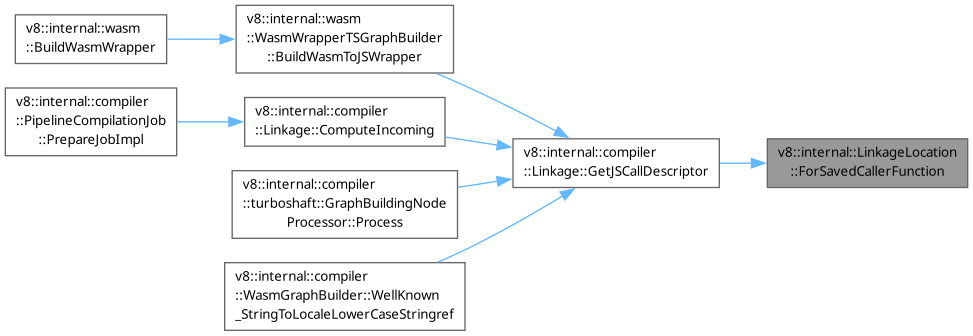 v8::internal::wasm
::BuildWasmWrapper
v8::internal::wasm
::WasmWrapperTSGraphBuilder
::BuildWasmToJSWrapper
v8::internal::compiler
::PipelineCompilationJob
::PrepareJobImpl
v8::internal::compiler
::Linkage::ComputeIncoming
v8::internal::compiler
::turboshaft::GraphBuildingNode
Processor::Process
v8::internal::compiler
::WasmGraphBuilder::WellKnown
_StringToLocaleLowerCaseStringref
v8::internal::compiler
::Linkage::GetJSCallDescriptor
v8::internal::LinkageLocation
::ForSavedCallerFunction